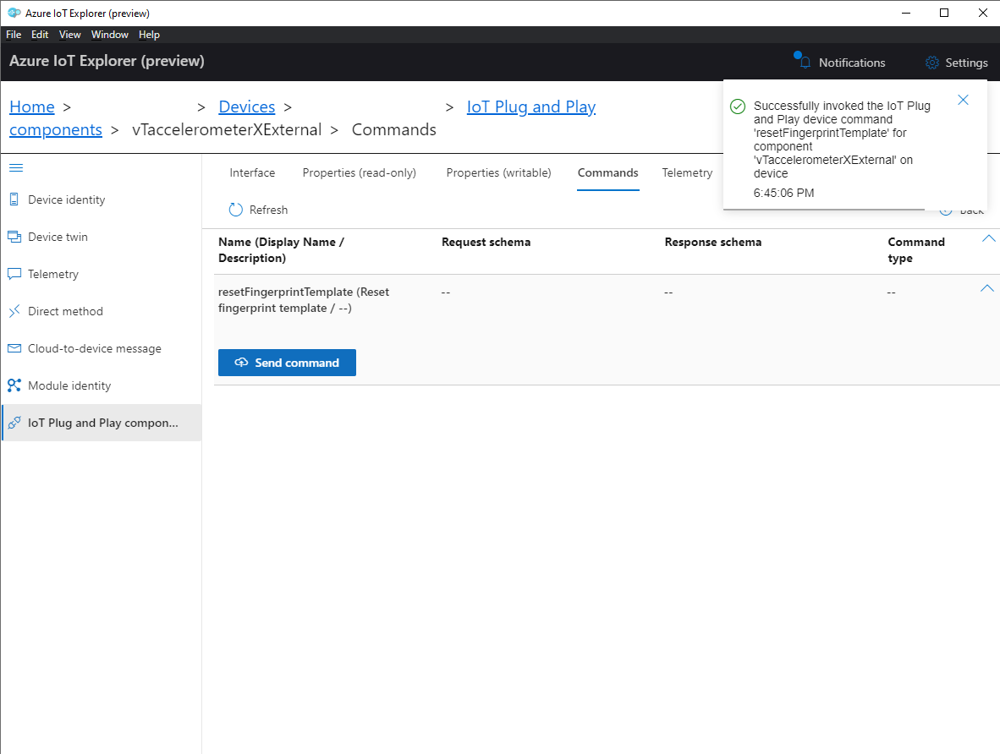 Azure IoT Explorer (preview)
File Edit View Window Help
Azure IoT Explorer (preview)
Notifications
Settings
Home > > Devices > > IoT Plug and Play
components > vTaccelerometerXExternal > Commands
Successfully invoked the IoT Plug
and Play device command
'resetFingerprintTemplate' for
component
'vTaccelerometerXExternal' on
device
6:45:06 PM
Device identity
Device twin
Telemetry
Direct method
Cloud-to-device message
Module identity
IoT Plug and Play compon...
Interface Properties (read-only) Properties (writable) Commands Telemetry
Refresh
Back
Name (Display Name /
Description)
Request schema
Response schema
Command
type
resetFingerprintTemplate (Reset
fingerprint template / --)
--
--
--
Send command